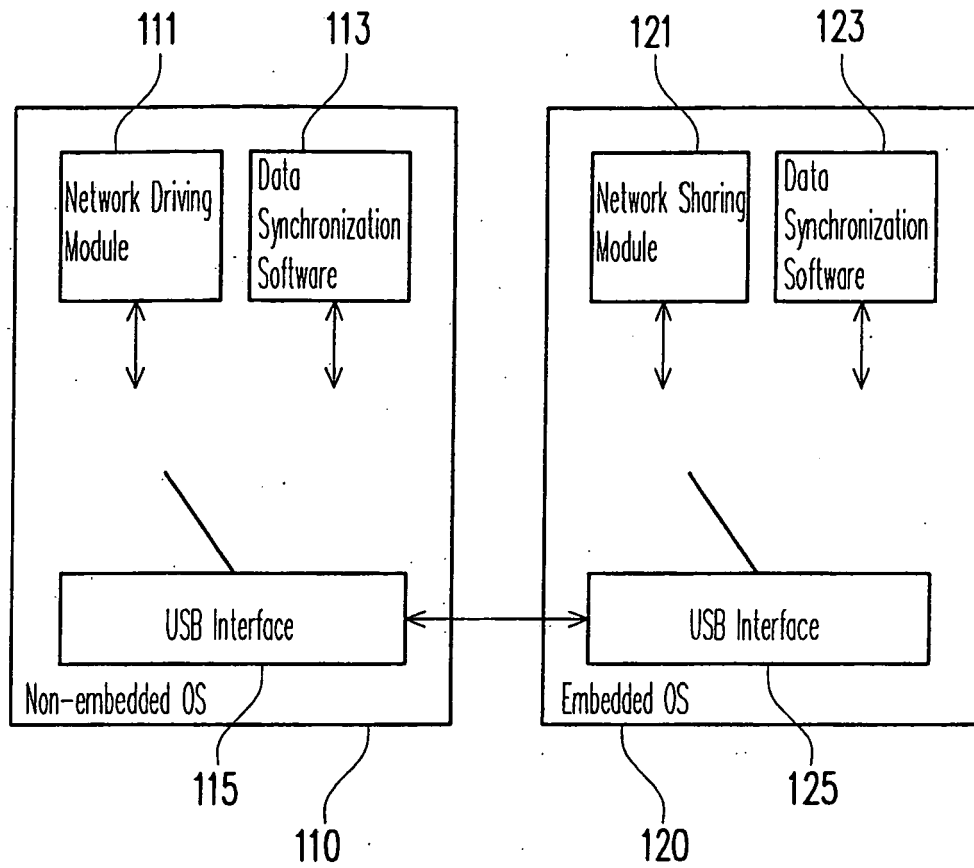 111
113
121
123
Network Driving
Module
Data
Synchronization
Software
Network Sharing
Module
Data
Synchronization
Software
USB Interface
USB Interface
Non-embedded OS
Embedded OS
115
110
120
125